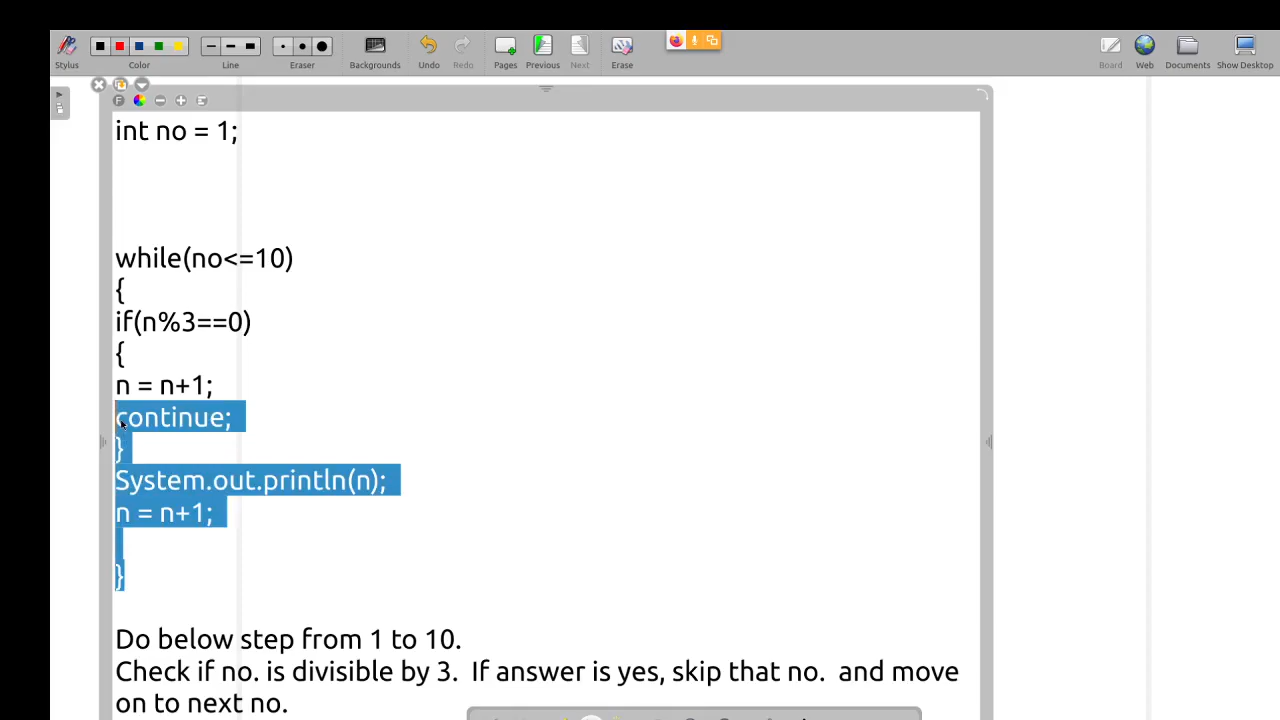 Stylus Color Line Eraser Backgrounds Undo Redo Pages Previous Next Erase Board Web Documents Show Desktop
int no = 1;
while(no<=10)
{
if(n%3==0)
{
n = n+1;
continue;
}
System.out.println(n);
n = n+1;
}
Do below step from 1 to 10.
Check if no. is divisible by 3.  If answer is yes, skip that no.  and move
on to next no.